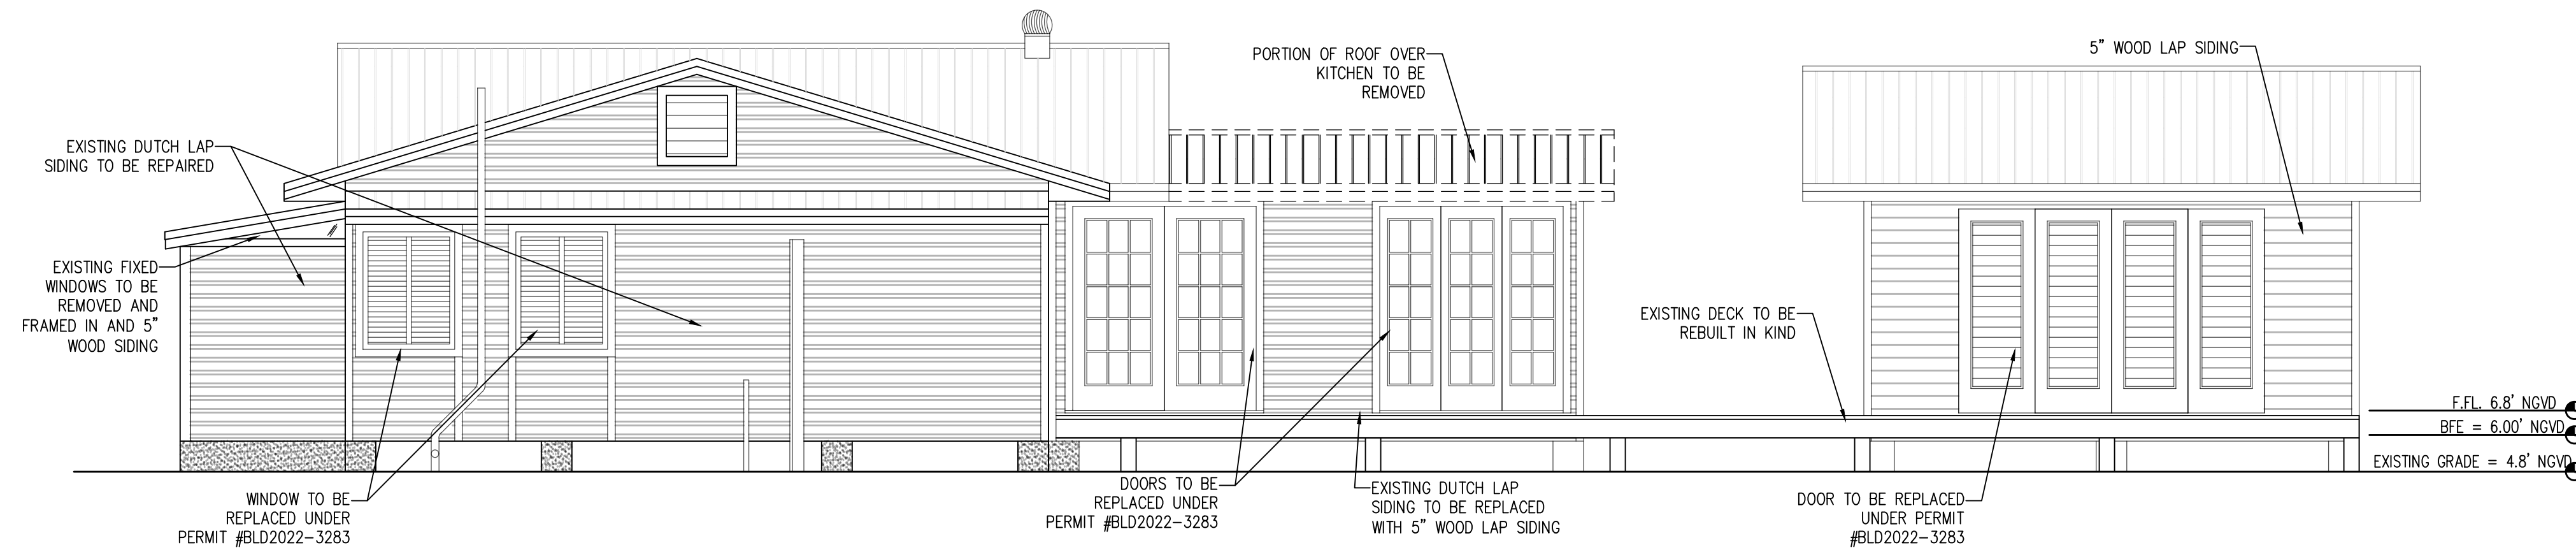 PORTION OF ROOF OVER
KITCHEN TO BE
REMOVED
5" WOOD LAP SIDING
EXISTING DUTCH LAP
SIDING TO BE REPAIRED
EXISTING FIXED
WINDOWS TO BE
REMOVED AND
FRAMED IN AND 5"
WOOD SIDING
EXISTING DECK TO BE
REBUILT IN KIND
F.FL. 6.8' NGVD
BFE = 6.00' NGVD
EXISTING GRADE = 4.8' NGVD
WINDOW TO BE
REPLACED UNDER
PERMIT #BLD2022-3283
DOORS TO BE
REPLACED UNDER
PERMIT #BLD2022-3283
EXISTING DUTCH LAP
SIDING TO BE REPLACED
WITH 5" WOOD LAP SIDING
DOOR TO BE REPLACED
UNDER PERMIT
#BLD2022-3283